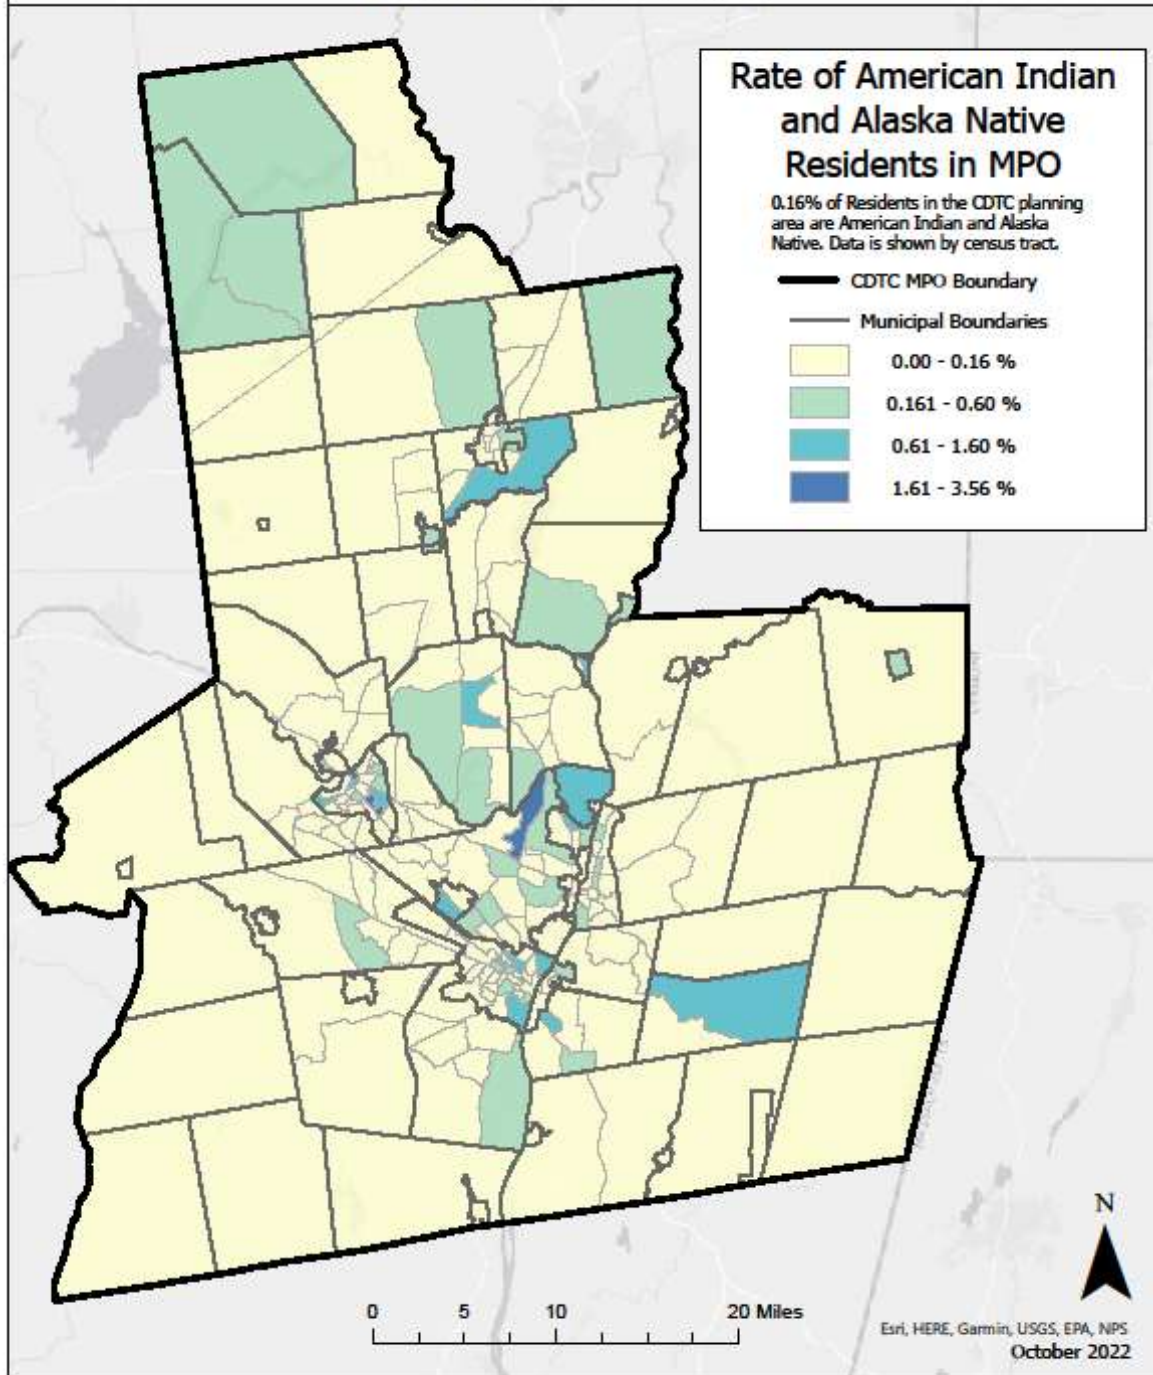 Rate of American Indian
and Alaska Native
Residents in MPO
0.16% of Residents in the CDTC planning
area are American Indian and Alaska
Native. Data is shown by census tract.
CDTC MPO Boundary
Municipal Boundaries
0.00 - 0.16 %
0.161 - 0.60 %
0.61 - 1.60 %
1.61 - 3.56 %
N
0 5 10 20 Miles
Esri, HERE, Garmin, USGS, EPA, NPS
October 2022